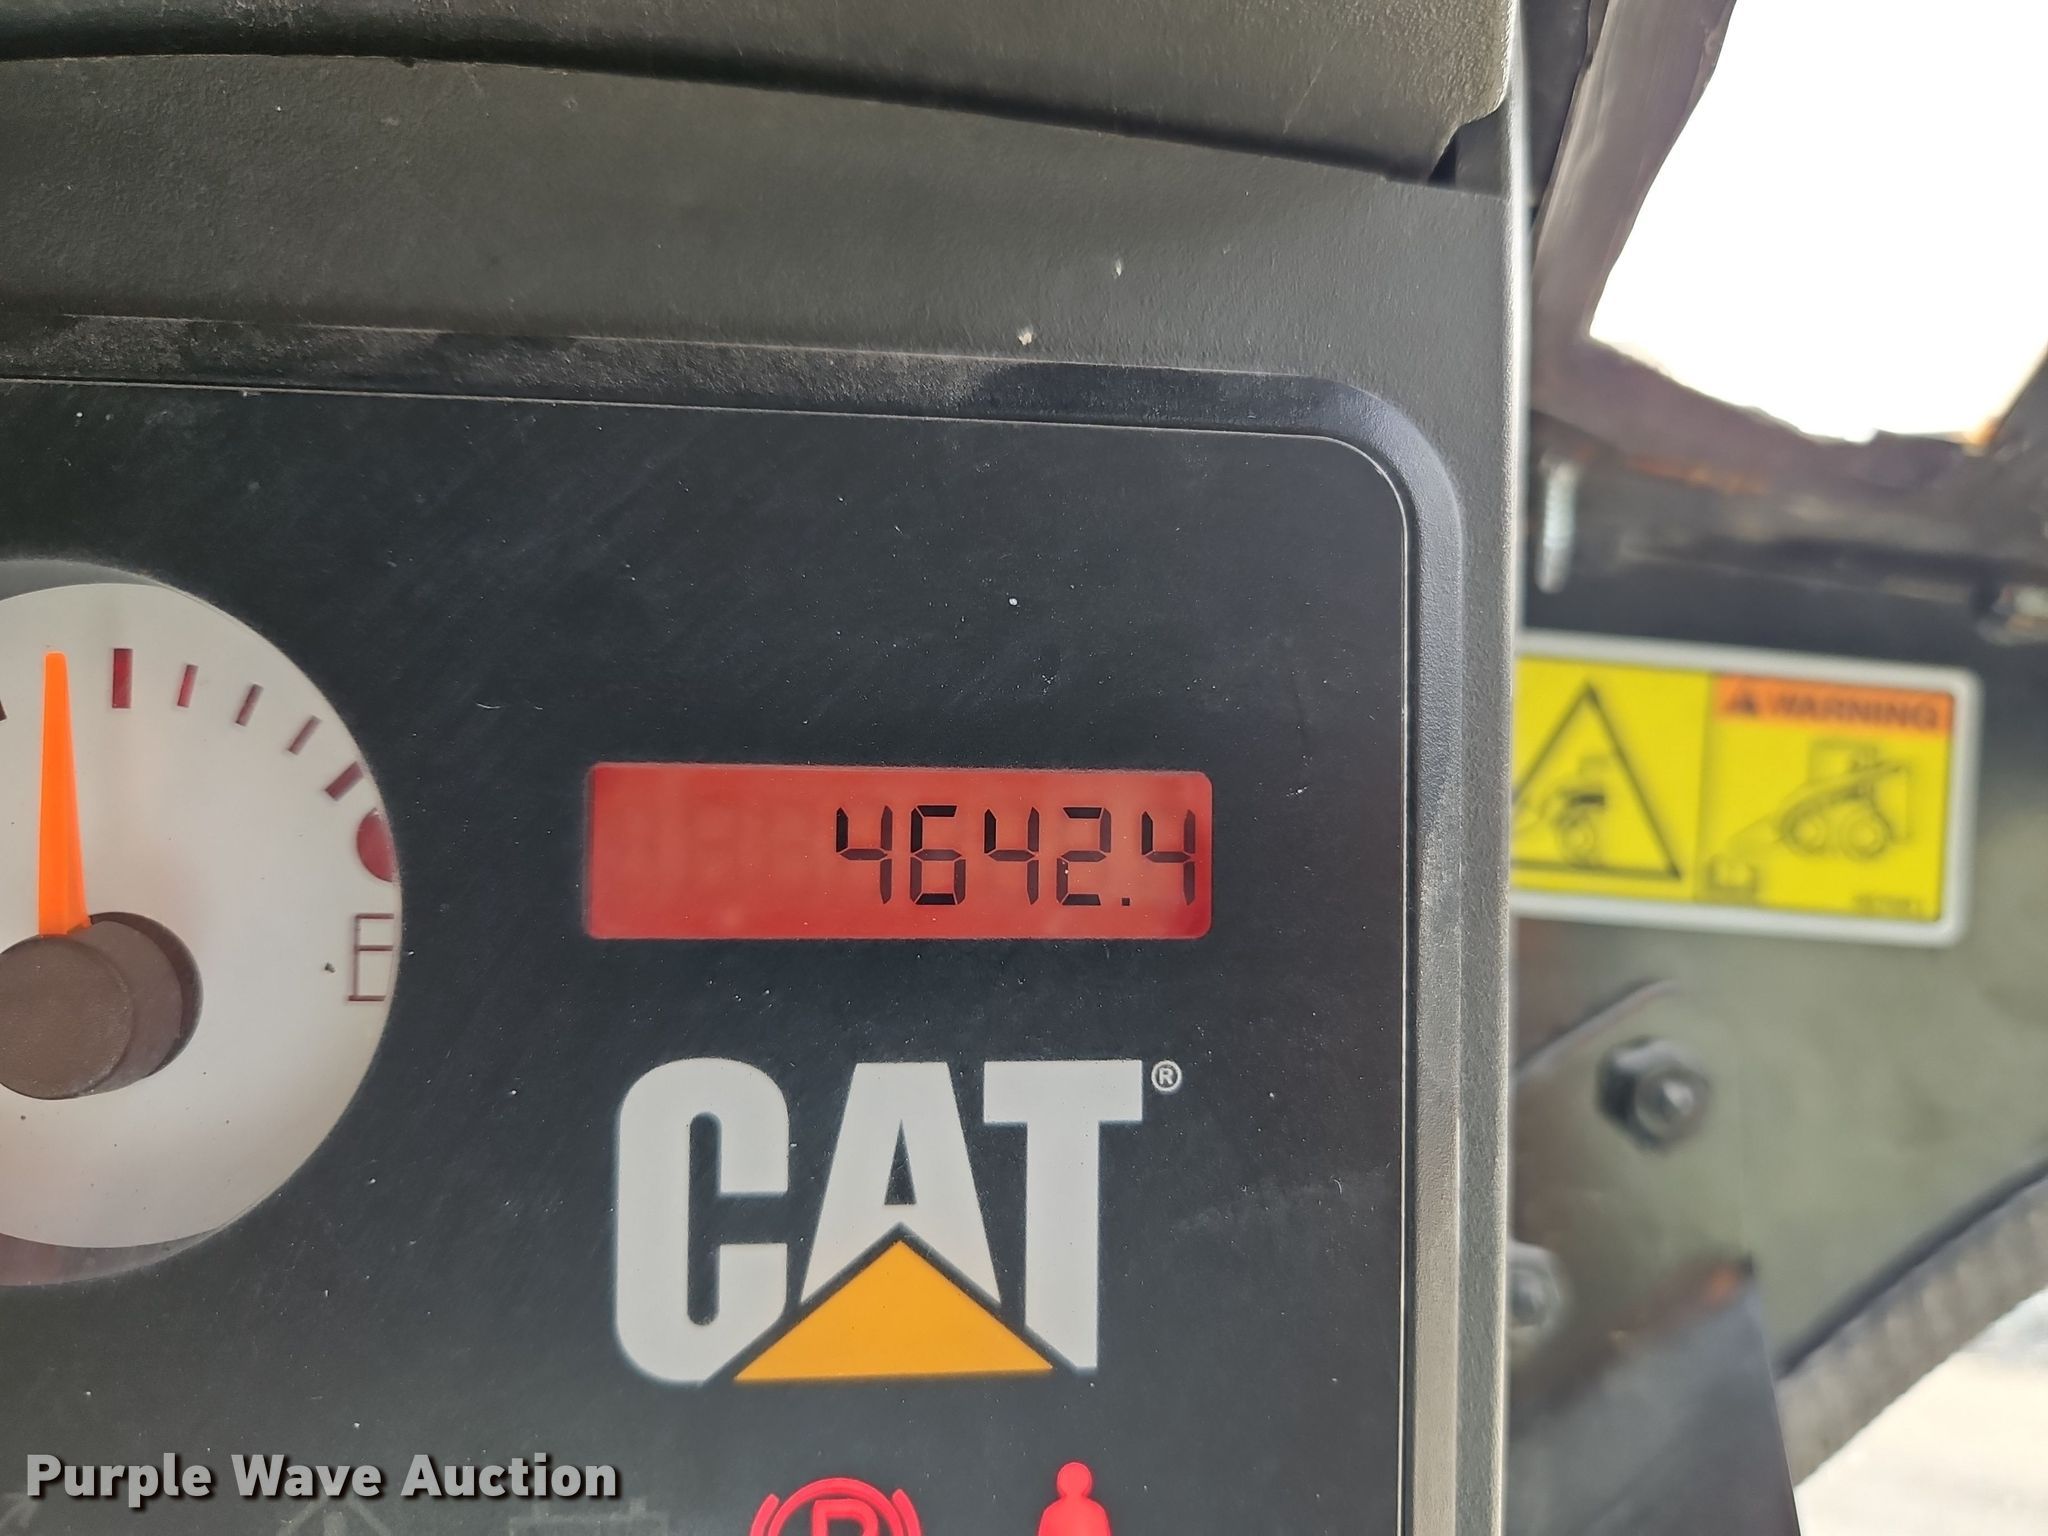 4642.4
WARNING
E
CAT®
P
Purple Wave Auction